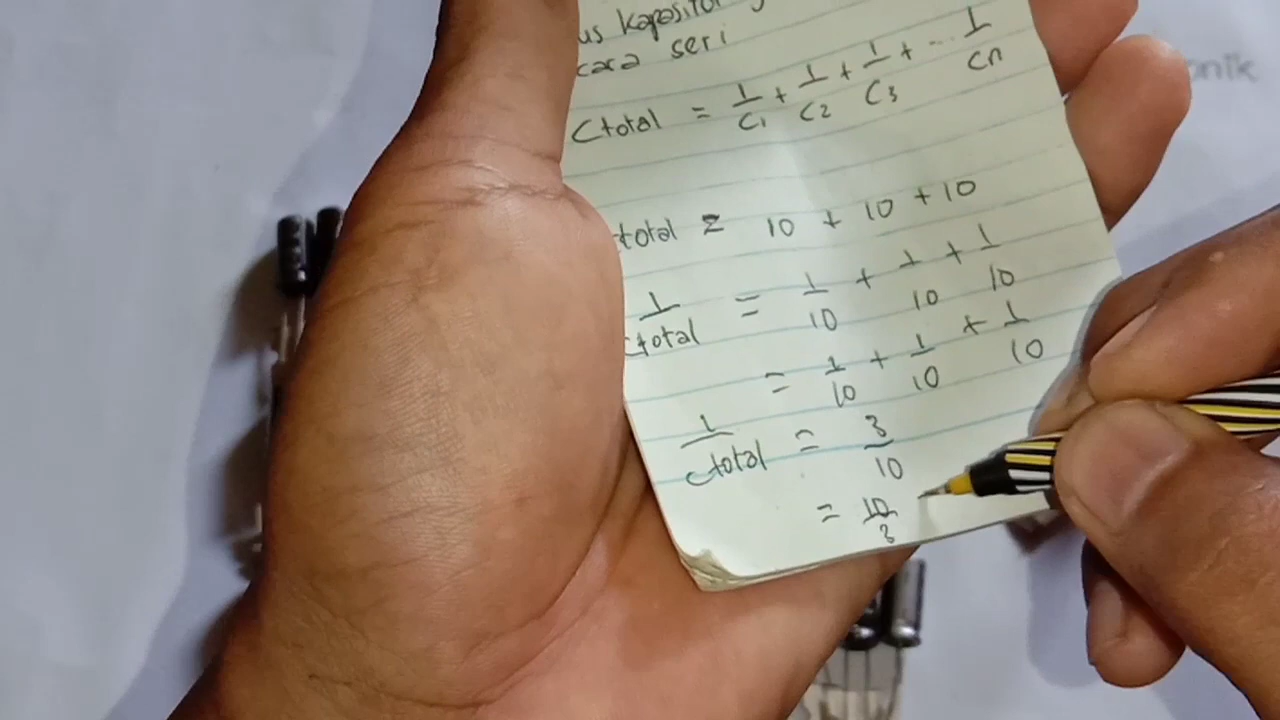 us kapasitor
cara seri
Ctotal = 1/C1 + 1/C2 + 1/C3 + ... 1/Cn
total = 10 + 10 + 10
1/Ctotal = 1/10 + 1/10 + 1/10
= 1/10 + 1/10 + 1/10
1/Ctotal = 3/10
= 10/3
onik